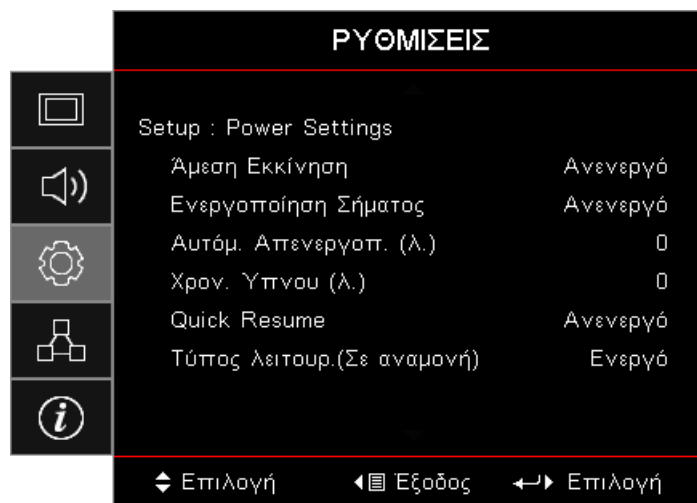 ΡΥΘΜΙΣΕΙΣ
Setup : Power Settings
Άμεση Εκκίνηση Ανενεργό
Ενεργοποίηση Σήματος Ανενεργό
Αυτόμ. Απενεργοπ. (λ.) 0
Χρον. Υπνου (λ.) 0
Quick Resume Ανενεργό
Τύπος λειτουρ.(Σε αναμονή) Ενεργό
Επιλογή Έξοδος Επιλογή